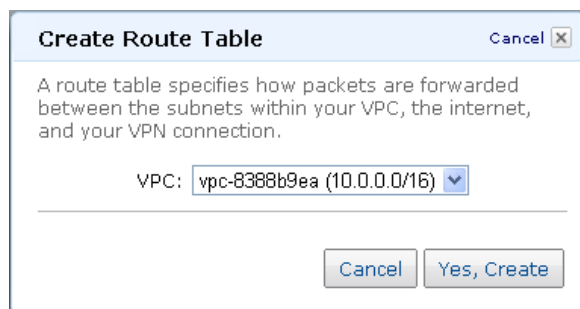 Create Route Table
Cancel
A route table specifies how packets are forwarded
between the subnets within your VPC, the internet,
and your VPN connection.
VPC: vpc-8388b9ea (10.0.0.0/16)
Cancel Yes, Create